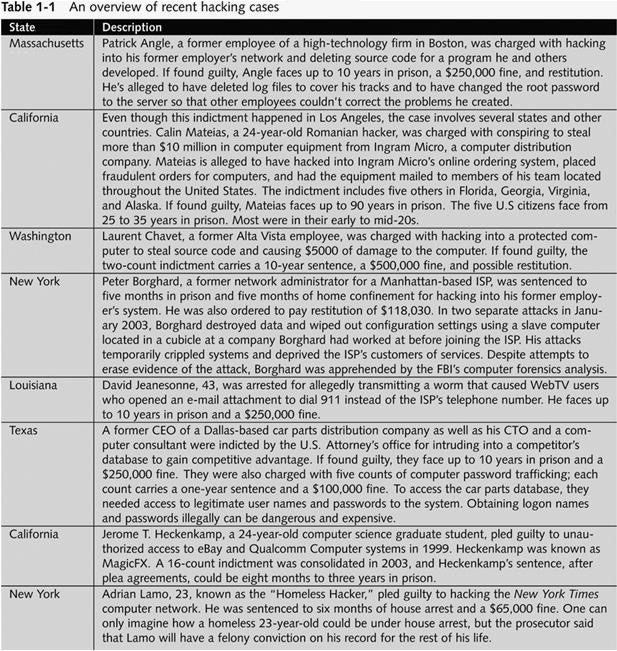 Table 1-1 An overview of recent hacking cases
State Description
Massachusetts Patrick Angle, a former employee of a high-technology firm in Boston, was charged with hacking
into his former employer's network and deleting source code for a program he and others
developed. If found guilty, Angle faces up to 10 years in prison, a $250,000 fine, and restitution.
He's alleged to have deleted log files to cover his tracks and to have changed the root password
to the server so that other employees couldn't correct the problems he created.
California Even though this indictment happened in Los Angeles, the case involves several states and other
countries. Calin Mateias, a 24-year-old Romanian hacker, was charged with conspiring to steal
more than $10 million in computer equipment from Ingram Micro, a computer distribution
company. Mateias is alleged to have hacked into Ingram Micro's online ordering system, placed
fraudulent orders for computers, and had the equipment mailed to members of his team located
throughout the United States. The indictment includes five others in Florida, Georgia, Virginia,
and Alaska. If found guilty, Mateias faces up to 90 years in prison. The five U.S citizens face from
25 to 35 years in prison. Most were in their early to mid-20s.
Washington Laurent Chavet, a former Alta Vista employee, was charged with hacking into a protected com-
puter to steal source code and causing $5000 of damage to the computer. If found guilty, the
two-count indictment carries a 10-year sentence, a $500,000 fine, and possible restitution.
New York Peter Borghard, a former network administrator for a Manhattan-based ISP, was sentenced to
five months in prison and five months of home confinement for hacking into his former employ-
er's system. He was also ordered to pay restitution of $118,030. In two separate attacks in Janu-
ary 2003, Borghard destroyed data and wiped out configuration settings using a slave computer
located in a cubicle at a company Borghard had worked at before joining the ISP. His attacks
temporarily crippled systems and deprived the ISP's customers of services. Despite attempts to
erase evidence of the attack, Borghard was apprehended by the FBI's computer forensics analysis.
Louisiana David Jeanesonne, 43, was arrested for allegedly transmitting a worm that caused WebTV users
who opened an e-mail attachment to dial 911 instead of the ISP's telephone number. He faces up
to 10 years in prison and a $250,000 fine.
Texas A former CEO of a Dallas-based car parts distribution company as well as his CTO and a com-
puter consultant were indicted by the U.S. Attorney's office for intruding into a competitor's
database to gain competitive advantage. If found guilty, they face up to 10 years in prison and a
$250,000 fine. They were also charged with five counts of computer password trafficking; each
count carries a one-year sentence and a $100,000 fine. To access the car parts database, they
needed access to legitimate user names and passwords to the system. Obtaining logon names
and passwords illegally can be dangerous and expensive.
California Jerome T. Heckenkamp, a 24-year-old computer science graduate student, pled guilty to unau-
thorized access to eBay and Qualcomm Computer systems in 1999. Heckenkamp was known as
MagicFX. A 16-count indictment was consolidated in 2003, and Heckenkamp's sentence, after
plea agreements, could be eight months to three years in prison.
New York Adrian Lamo, 23, known as the “Homeless Hacker,” pled guilty to hacking the New York Times
computer network. He was sentenced to six months of house arrest and a $65,000 fine. One can
only imagine how a homeless 23-year-old could be under house arrest, but the prosecutor said
that Lamo will have a felony conviction on his record for the rest of his life.